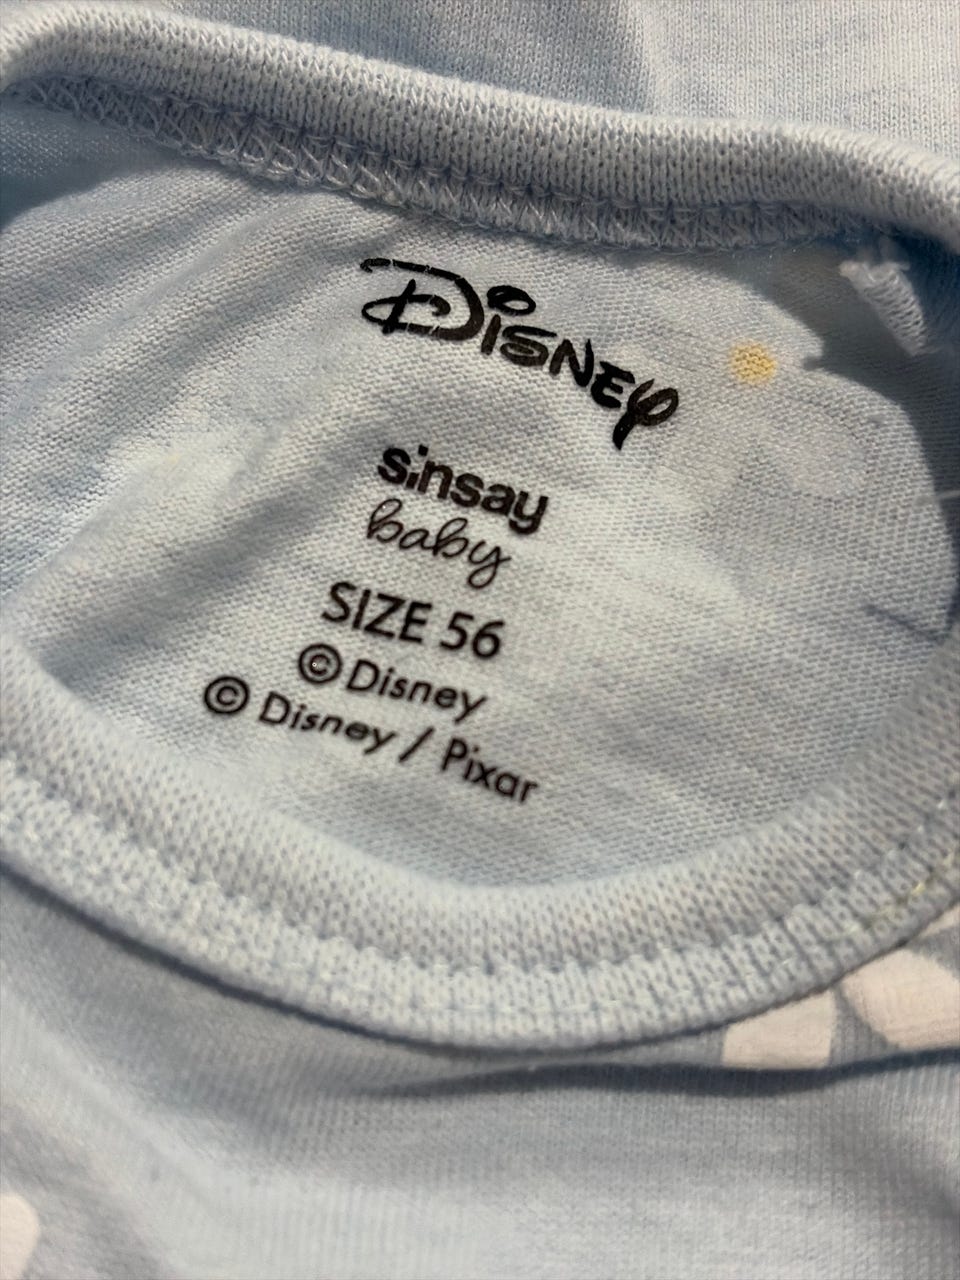 Disney
sinsay
baby
SIZE 56
© Disney
© Disney / Pixar